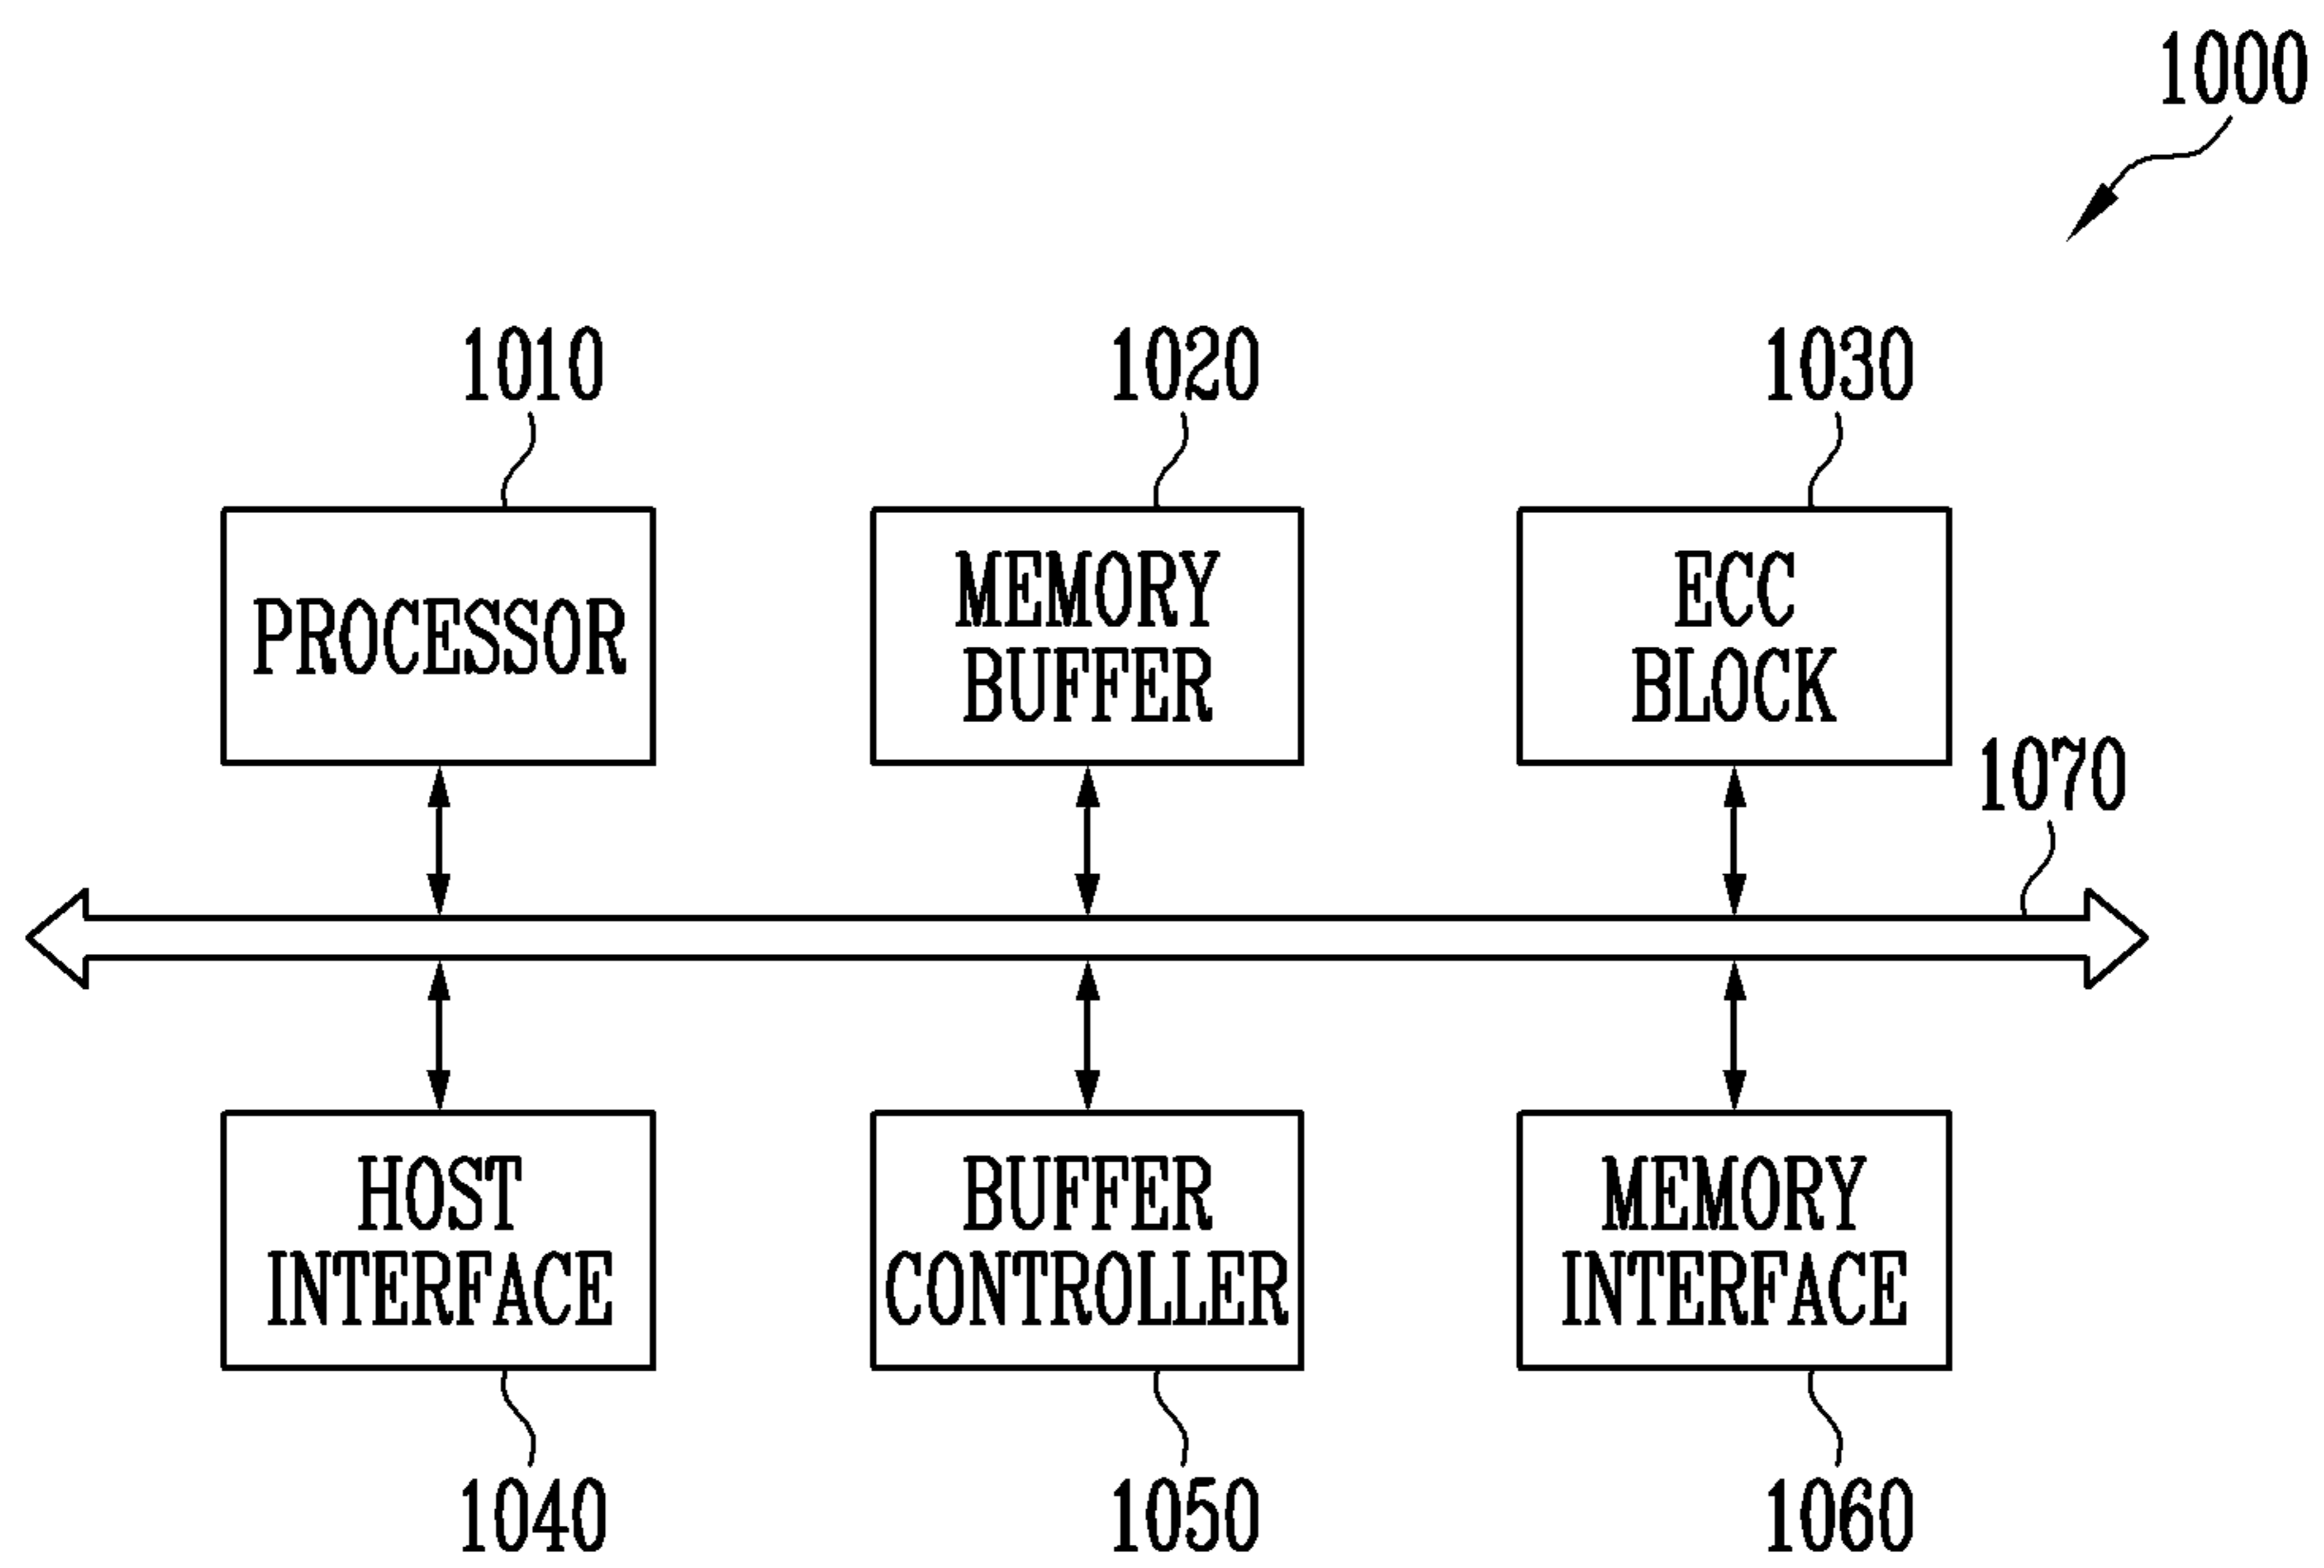 1000
1010
1020
1030
PROCESSOR
MEMORY
BUFFER
ECC
BLOCK
1070
HOST
INTERFACE
BUFFER
CONTROLLER
MEMORY
INTERFACE
1040
1050
1060